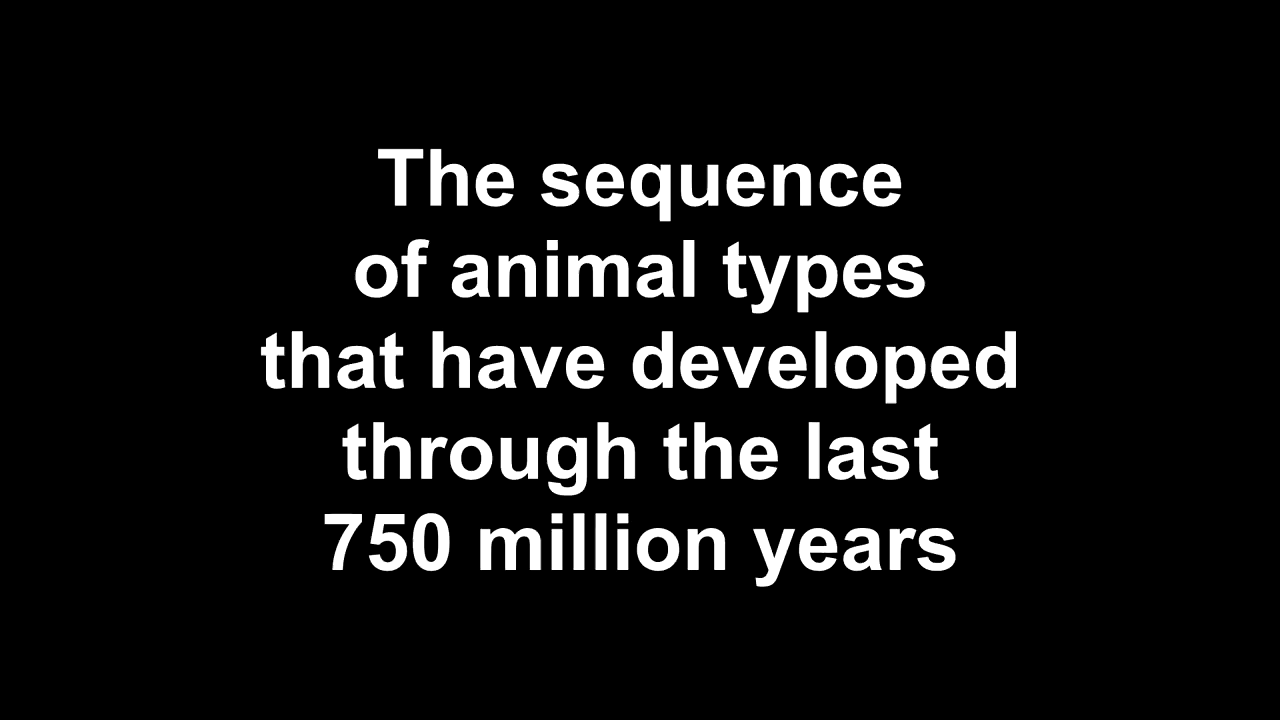 The sequence
of animal types
that have developed
through the last
750 million years